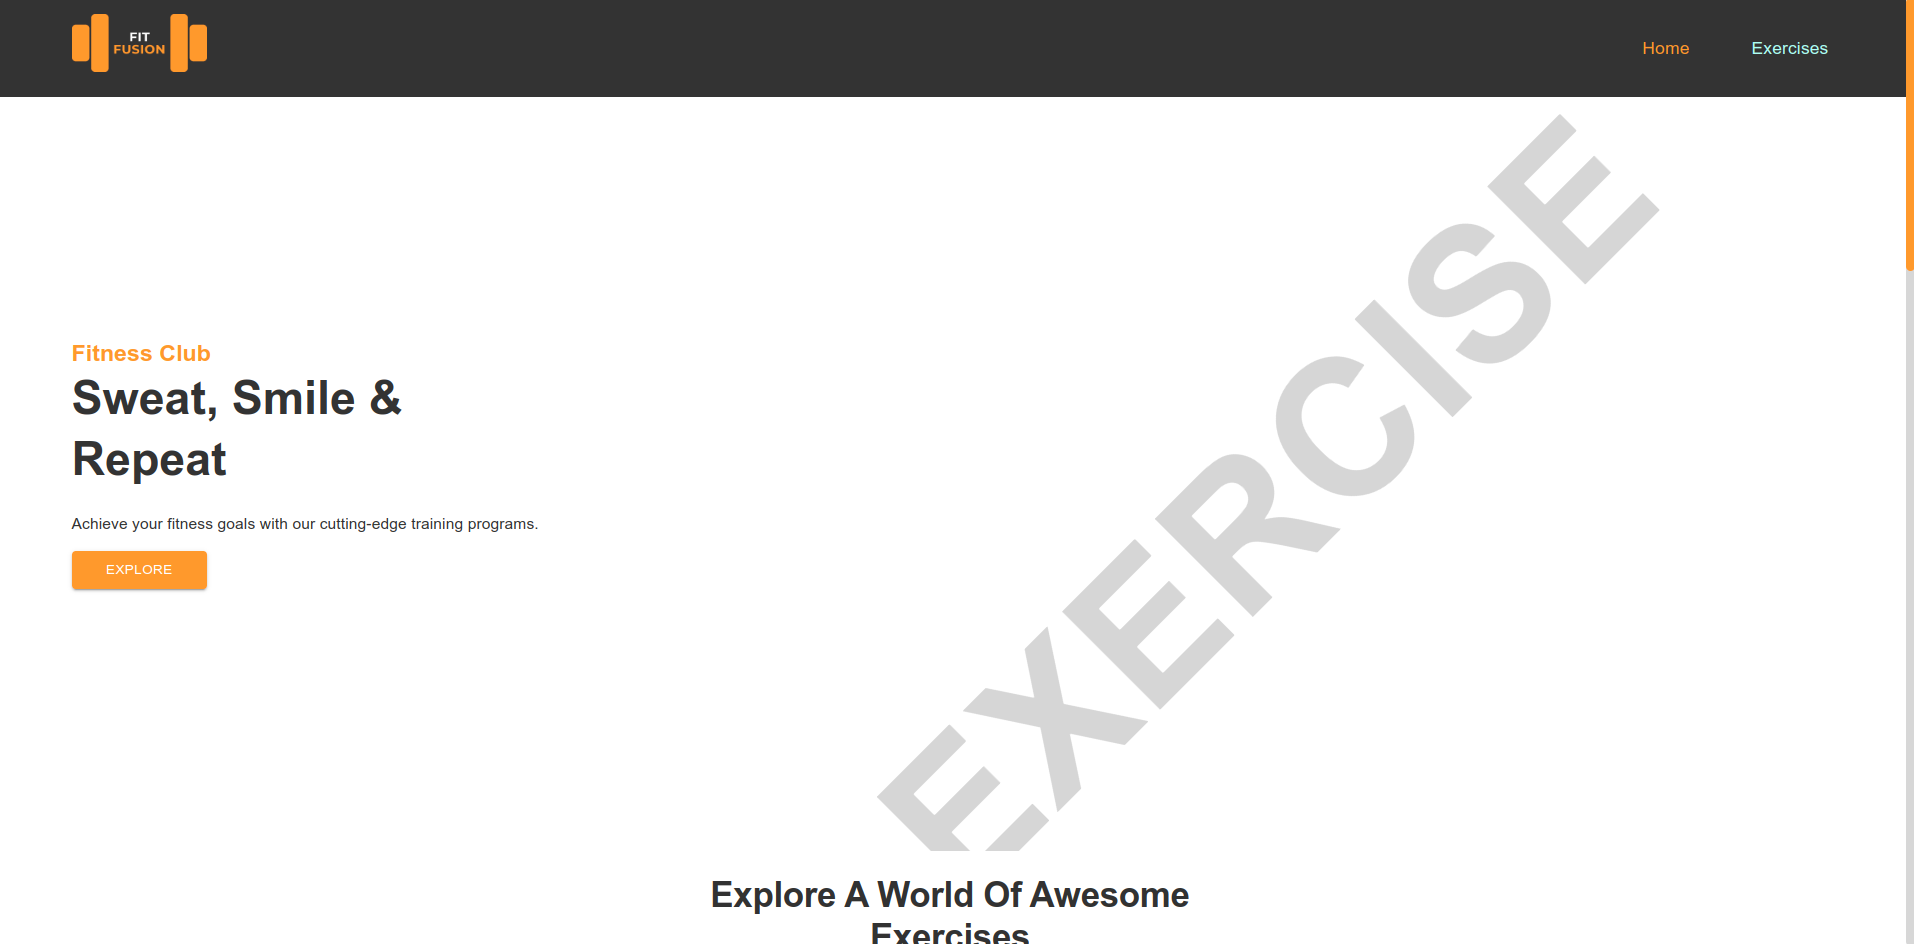 FIT
FUSION
Home
Exercises
EXERCISE
Fitness Club
Sweat, Smile &
Repeat
Achieve your fitness goals with our cutting-edge training programs.
EXPLORE
Explore A World Of Awesome
Exercises